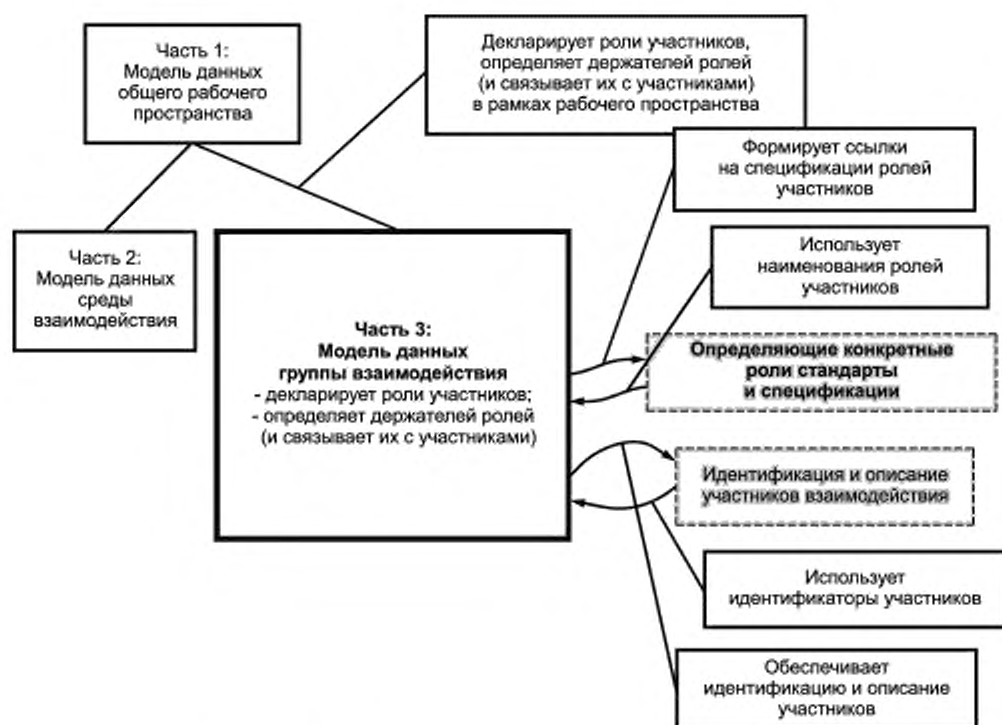 Часть 1:
Модель данных
общего рабочего
пространства
Декларирует роли участников,
определяет держателей ролей
(и связывает их с участниками)
в рамках рабочего пространства
Формирует ссылки
на спецификации ролей
участников
Часть 2:
Модель данных
среды
взаимодействия
Использует
наименования ролей
участников
Часть 3:
Модель данных
группы взаимодействия
- декларирует роли участников;
- определяет держателей ролей
(и связывает их с участниками)
Определяющие конкретные
роли стандарты
и спецификации
Идентификация и описание
участников взаимодействия
Использует
идентификаторы участников
Обеспечивает
идентификацию и описание
участников